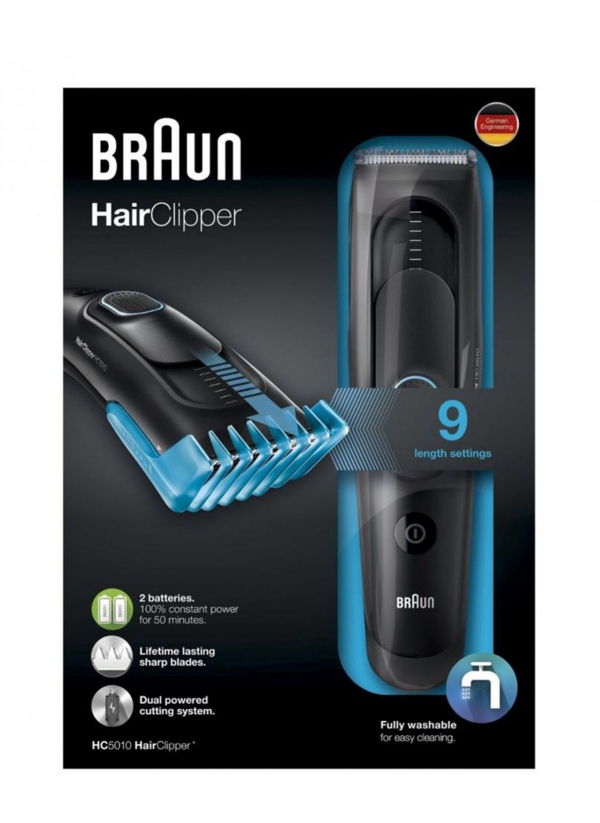 BRAUN
HairClipper
German
Engineering
9
length settings
BRAUN
2 batteries.
100% constant power
for 50 minutes.
Lifetime lasting
sharp blades.
Dual powered
cutting system.
HC5010 HairClipper*
Fully washable
for easy cleaning.